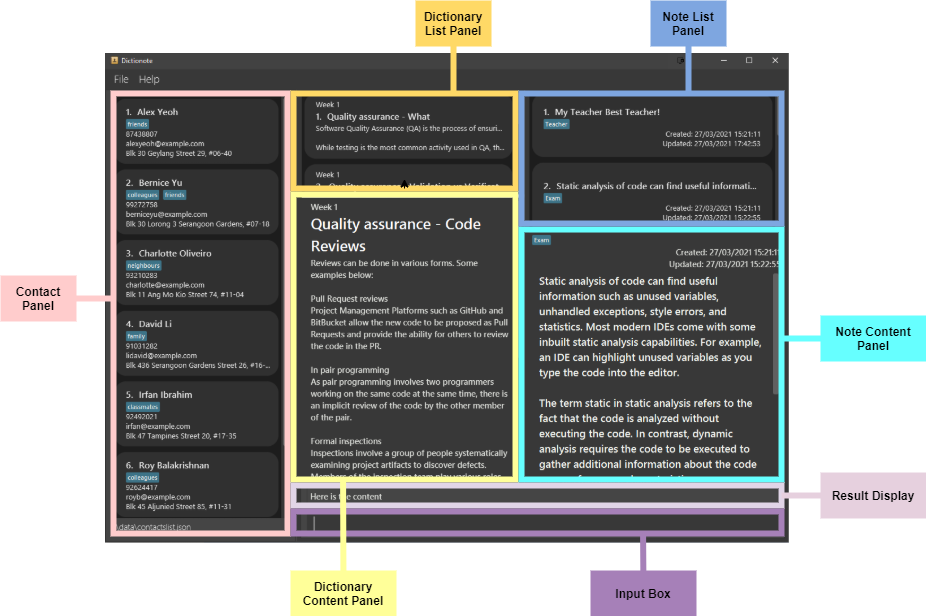 Dictionary
List Panel
Note List
Panel
Dictionote
File Help
1. Alex Yeoh
friends
87438807
alexyeoh@example.com
Blk 30 Geylang Street 29, #06-40
2. Bernice Yu
colleagues friends
99272758
berniceyu@example.com
Blk 30 Lorong 3 Serangoon Gardens, #07-18
3. Charlotte Oliveiro
neighbours
93210283
charlotte@example.com
Blk 11 Ang Mo Kio Street 74, #11-04
4. David Li
family
91031282
lidavid@example.com
Blk 436 Serangoon Gardens Street 26, #16-...
5. Irfan Ibrahim
classmates
92492021
irfan@example.com
Blk 47 Tampines Street 20, #17-35
6. Roy Balakrishnan
colleagues
92624417
royb@example.com
Blk 45 Aljunied Street 85, #11-31
\data\contactslist.json
Week 1
1. Quality assurance - What
Software Quality Assurance (QA) is the process of ensuri...
While testing is the most common activity used in QA, th...
Week 1
Quality assurance
Week 1
Quality assurance - Code
Reviews
Reviews can be done in various forms. Some
examples below:
Pull Request reviews
Project Management Platforms such as GitHub and
BitBucket allow the new code to be proposed as Pull
Requests and provide the ability for others to review
the code in the PR.
In pair programming
As pair programming involves two programmers
working on the same code at the same time, there is
an implicit review of the code by the other member
of the pair.
Formal inspections
Inspections involve a group of people systematically
examining project artifacts to discover defects.
Members of the inspection team play various roles
1. My Teacher Best Teacher!
Teacher
Created: 27/03/2021 15:21:11
Updated: 27/03/2021 17:42:53
2. Static analysis of code can find useful informati...
Exam
Created: 27/03/2021 15:21:11
Updated: 27/03/2021 15:22:55
Exam
Created: 27/03/2021 15:21:11
Updated: 27/03/2021 15:22:55
Static analysis of code can find useful
information such as unused variables,
unhandled exceptions, style errors, and
statistics. Most modern IDEs come with some
inbuilt static analysis capabilities. For example,
an IDE can highlight unused variables as you
type the code into the editor.
The term static in static analysis refers to the
fact that the code is analyzed without
executing the code. In contrast, dynamic
analysis requires the code to be executed to
gather additional information about the code
Here is the content
Contact
Panel
Note Content
Panel
Result Display
Dictionary
Content Panel
Input Box